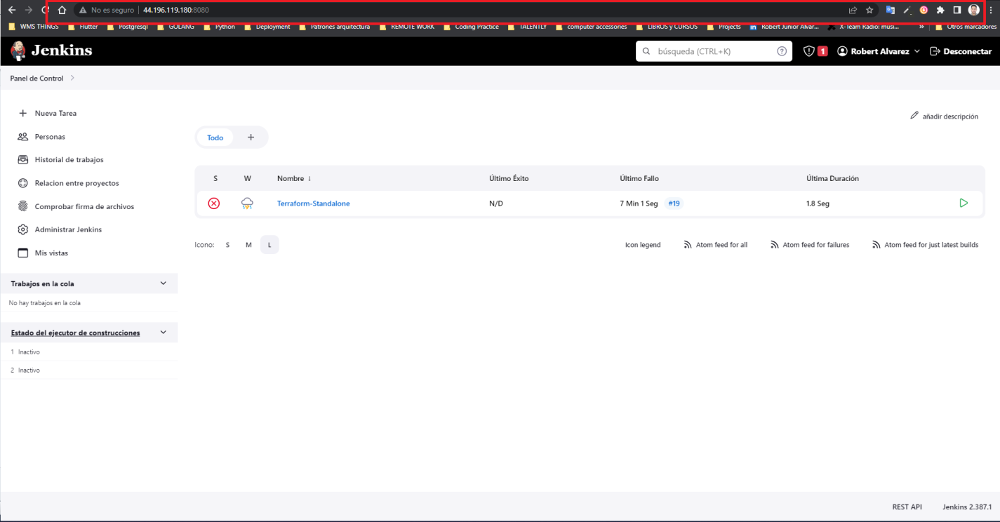 No es seguro 44.196.119.180:8080
WMS THINGS Flutter Postgresql GOLANG Python Deployment Patrones arquitectura REMOTE WORK Coding Practice TALENTLY computer accessories LIBROS y CURSOS Projects in Robert Junior Alvar... X-Team Radio: musi... » Otros marcadores
Jenkins búsqueda (CTRL+K) ? 1 Robert Alvarez Desconectar
Panel de Control
Nueva Tarea
añadir descripción
Personas
Todo +
Historial de trabajos
Relacion entre proyectos
Comprobar firma de archivos
Administrar Jenkins
Mis vistas
S W Nombre ↓ Último Éxito Último Fallo Última Duración
Terraform-Standalone N/D 7 Min 1 Seg #19 1.8 Seg
Icono: S M L Icon legend Atom feed for all Atom feed for failures Atom feed for just latest builds
Trabajos en la cola
No hay trabajos en la cola
Estado del ejecutor de construcciones
1 Inactivo
2 Inactivo
REST API Jenkins 2.387.1